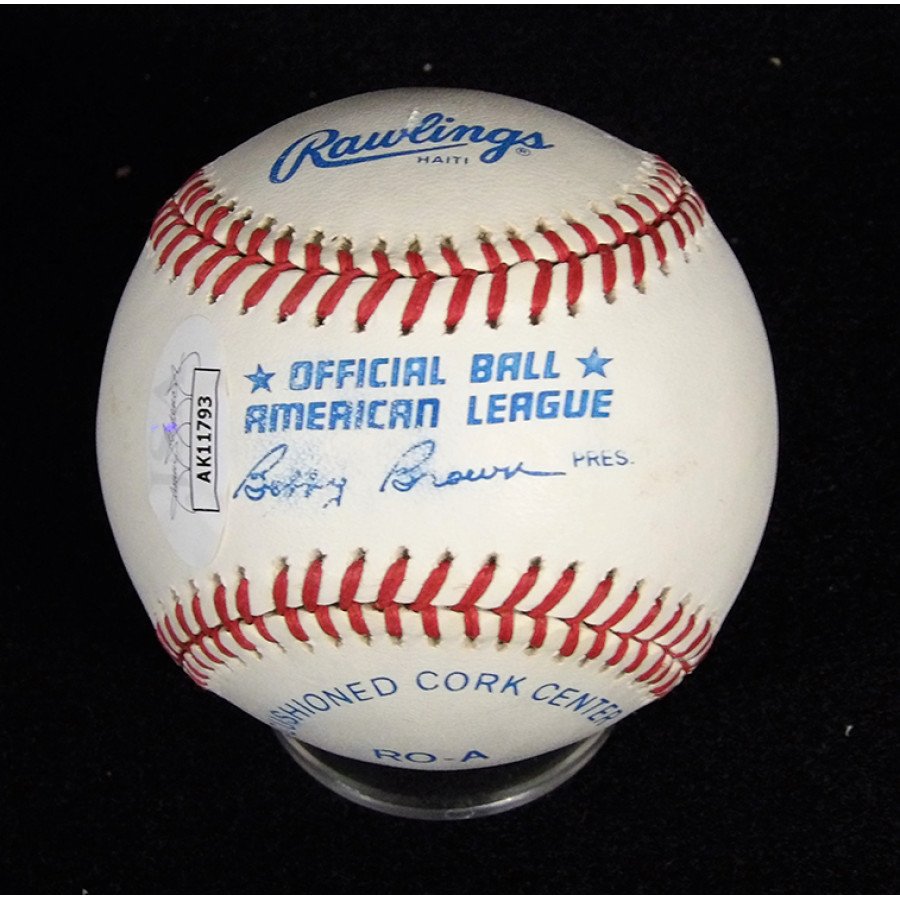 Rawlings®
HAITI
★ OFFICIAL BALL ★
AMERICAN LEAGUE
Bobby Brown PRES.
AK11793
CUSHIONED CORK CENTER
RO-A